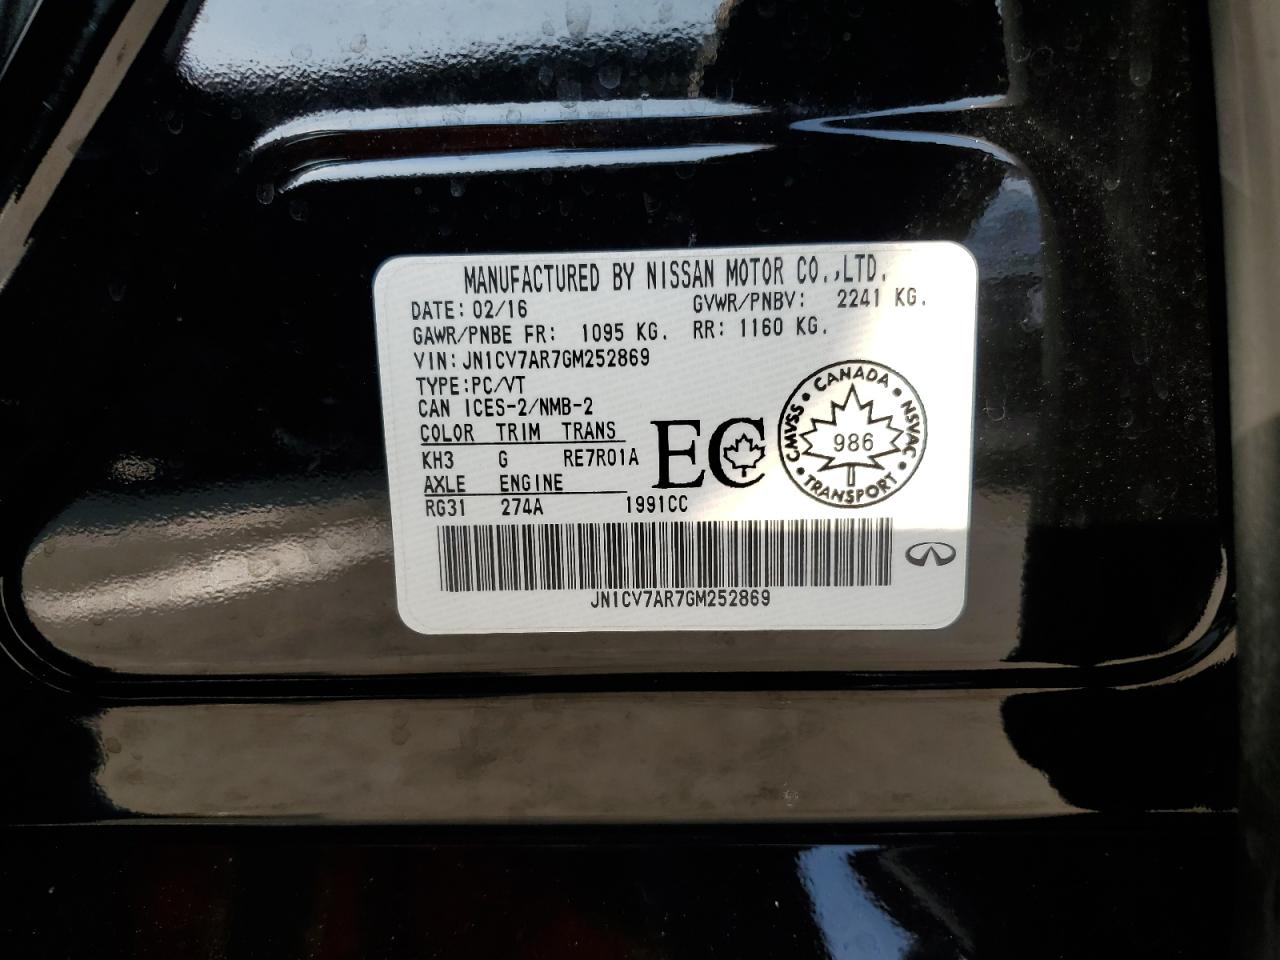 MANUFACTURED BY NISSAN MOTOR CO.,LTD.
DATE: 02/16 GVWR/PNBV: 2241 KG.
GAWR/PNBE FR: 1095 KG. RR: 1160 KG.
VIN: JN1CV7AR7GM252869
TYPE:PC/VT
CAN ICES-2/NMB-2
COLOR TRIM TRANS
KH3 G RE7R01A
AXLE ENGINE
RG31 274A 1991CC
EC
CANADA
CMVSS NSVAC
986
TRANSPORT
JN1CV7AR7GM252869